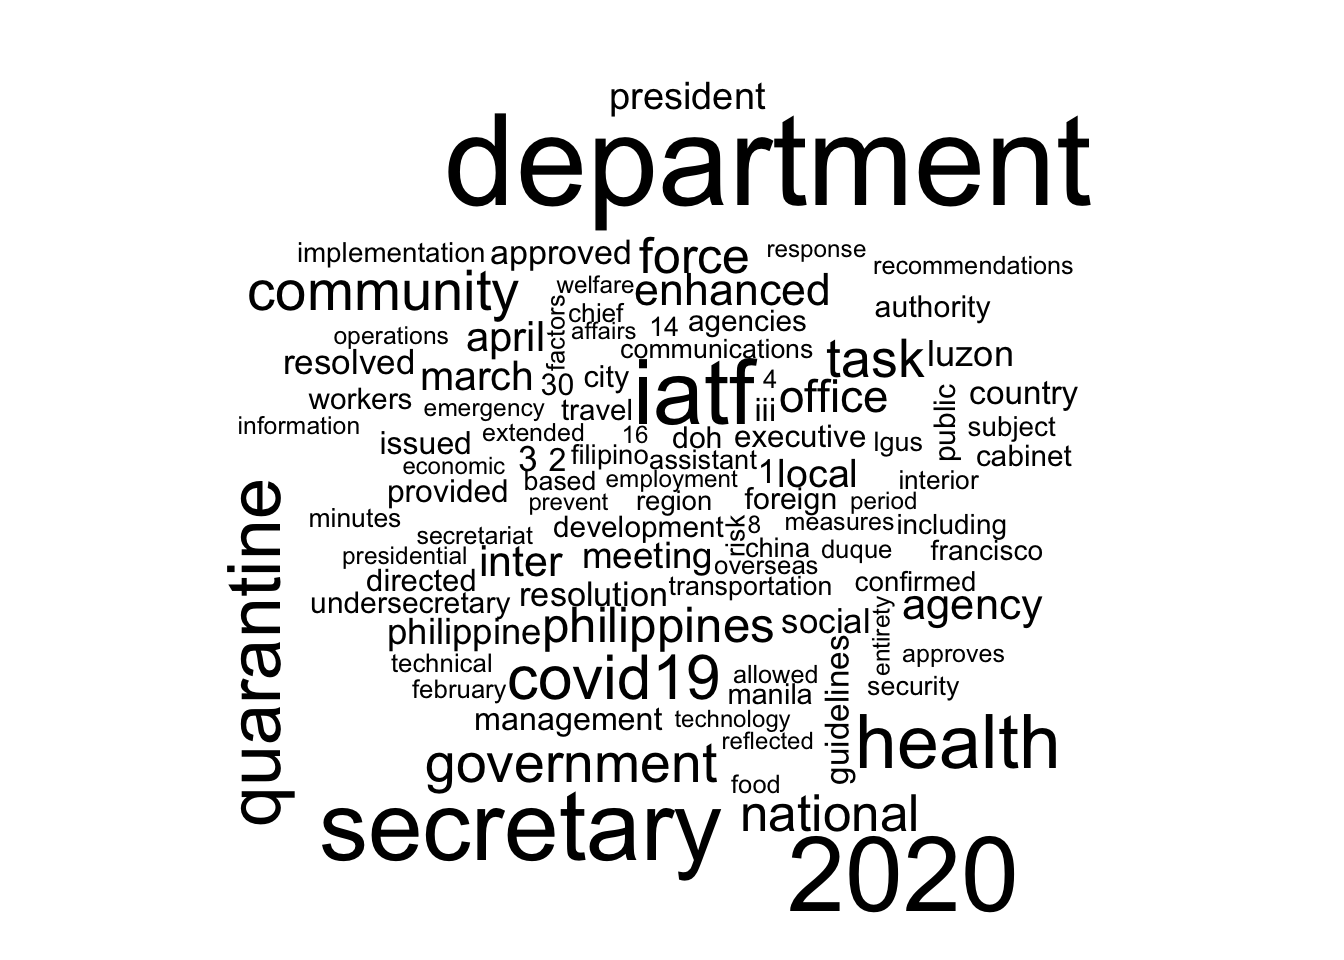 president
department
implementation approved force response
recommendations
community welfare enhanced
factors
chief
authority
operations april affairs 14 agencies
communications
resolved task luzon
march 30 city iatf 4
workers emergency travel iii office public country
information
issued extended 16 doh executive lgus subject
economic 3 2 filipino assistant cabinet
provided based employment 1 local interior
prevent region foreign period
quarantine
minutes secretariat development risk 8 measures including
presidential inter meeting china duque francisco
overseas
directed transportation confirmed
undersecretary resolution entirety agency
philippine philippines social
technical guidelines approves
february covid19 allowed security
manila
management technology health
reflected
government food
secretary national
2020